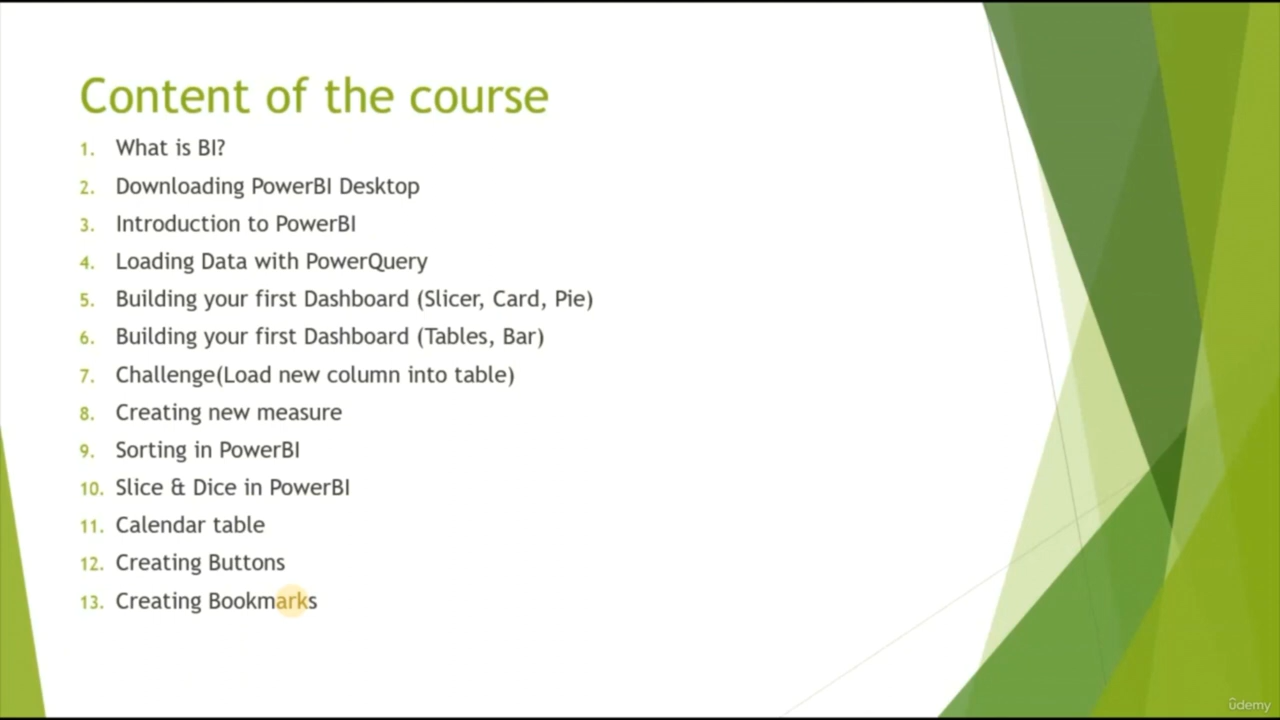 Content of the course
1. What is BI?
2. Downloading PowerBI Desktop
3. Introduction to PowerBI
4. Loading Data with PowerQuery
5. Building your first Dashboard (Slicer, Card, Pie)
6. Building your first Dashboard (Tables, Bar)
7. Challenge(Load new column into table)
8. Creating new measure
9. Sorting in PowerBI
10. Slice & Dice in PowerBI
11. Calendar table
12. Creating Buttons
13. Creating Bookmarks
udemy